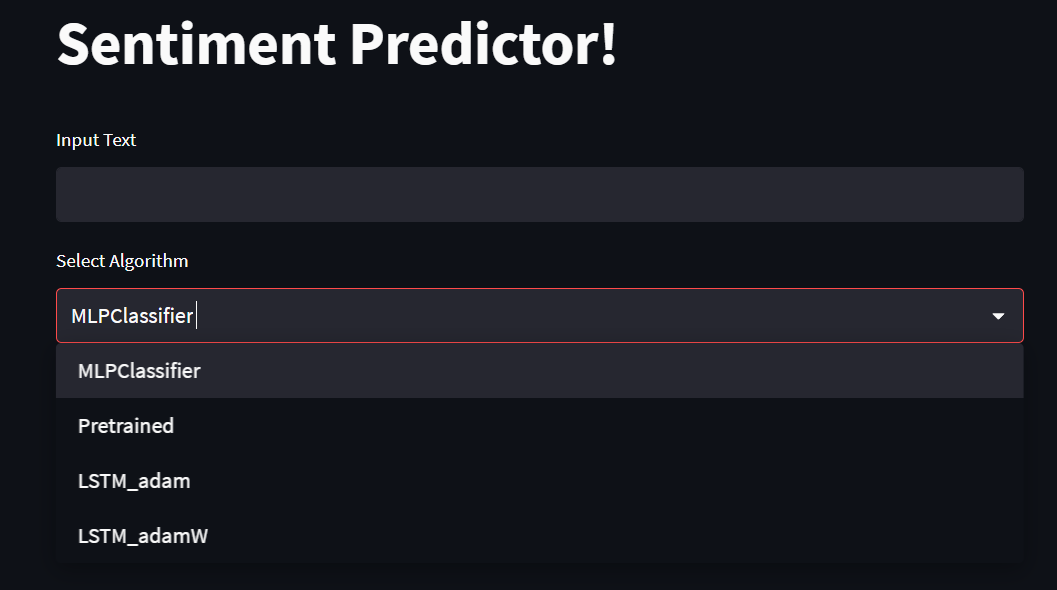 Sentiment Predictor!
Input Text
Select Algorithm
MLPClassifier
MLPClassifier
Pretrained
LSTM_adam
LSTM_adamW